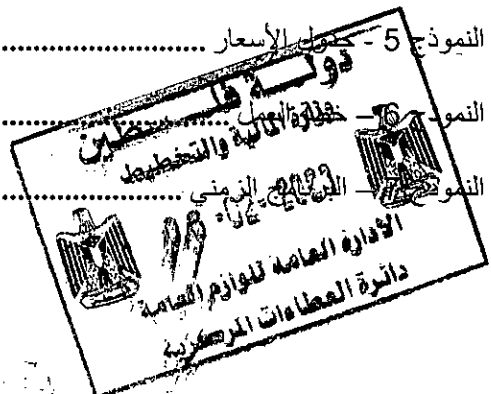 النموذج 5 - جدول الأسعار ........................
النموذج 6 – خطة العمل ........................
النموذج 7 – البرنامج الزمني ........................
دولة فلسطين
وزارة المالية والتخطيط
الادارة العامة للوازم العامة
دائرة العطاءات المركزية